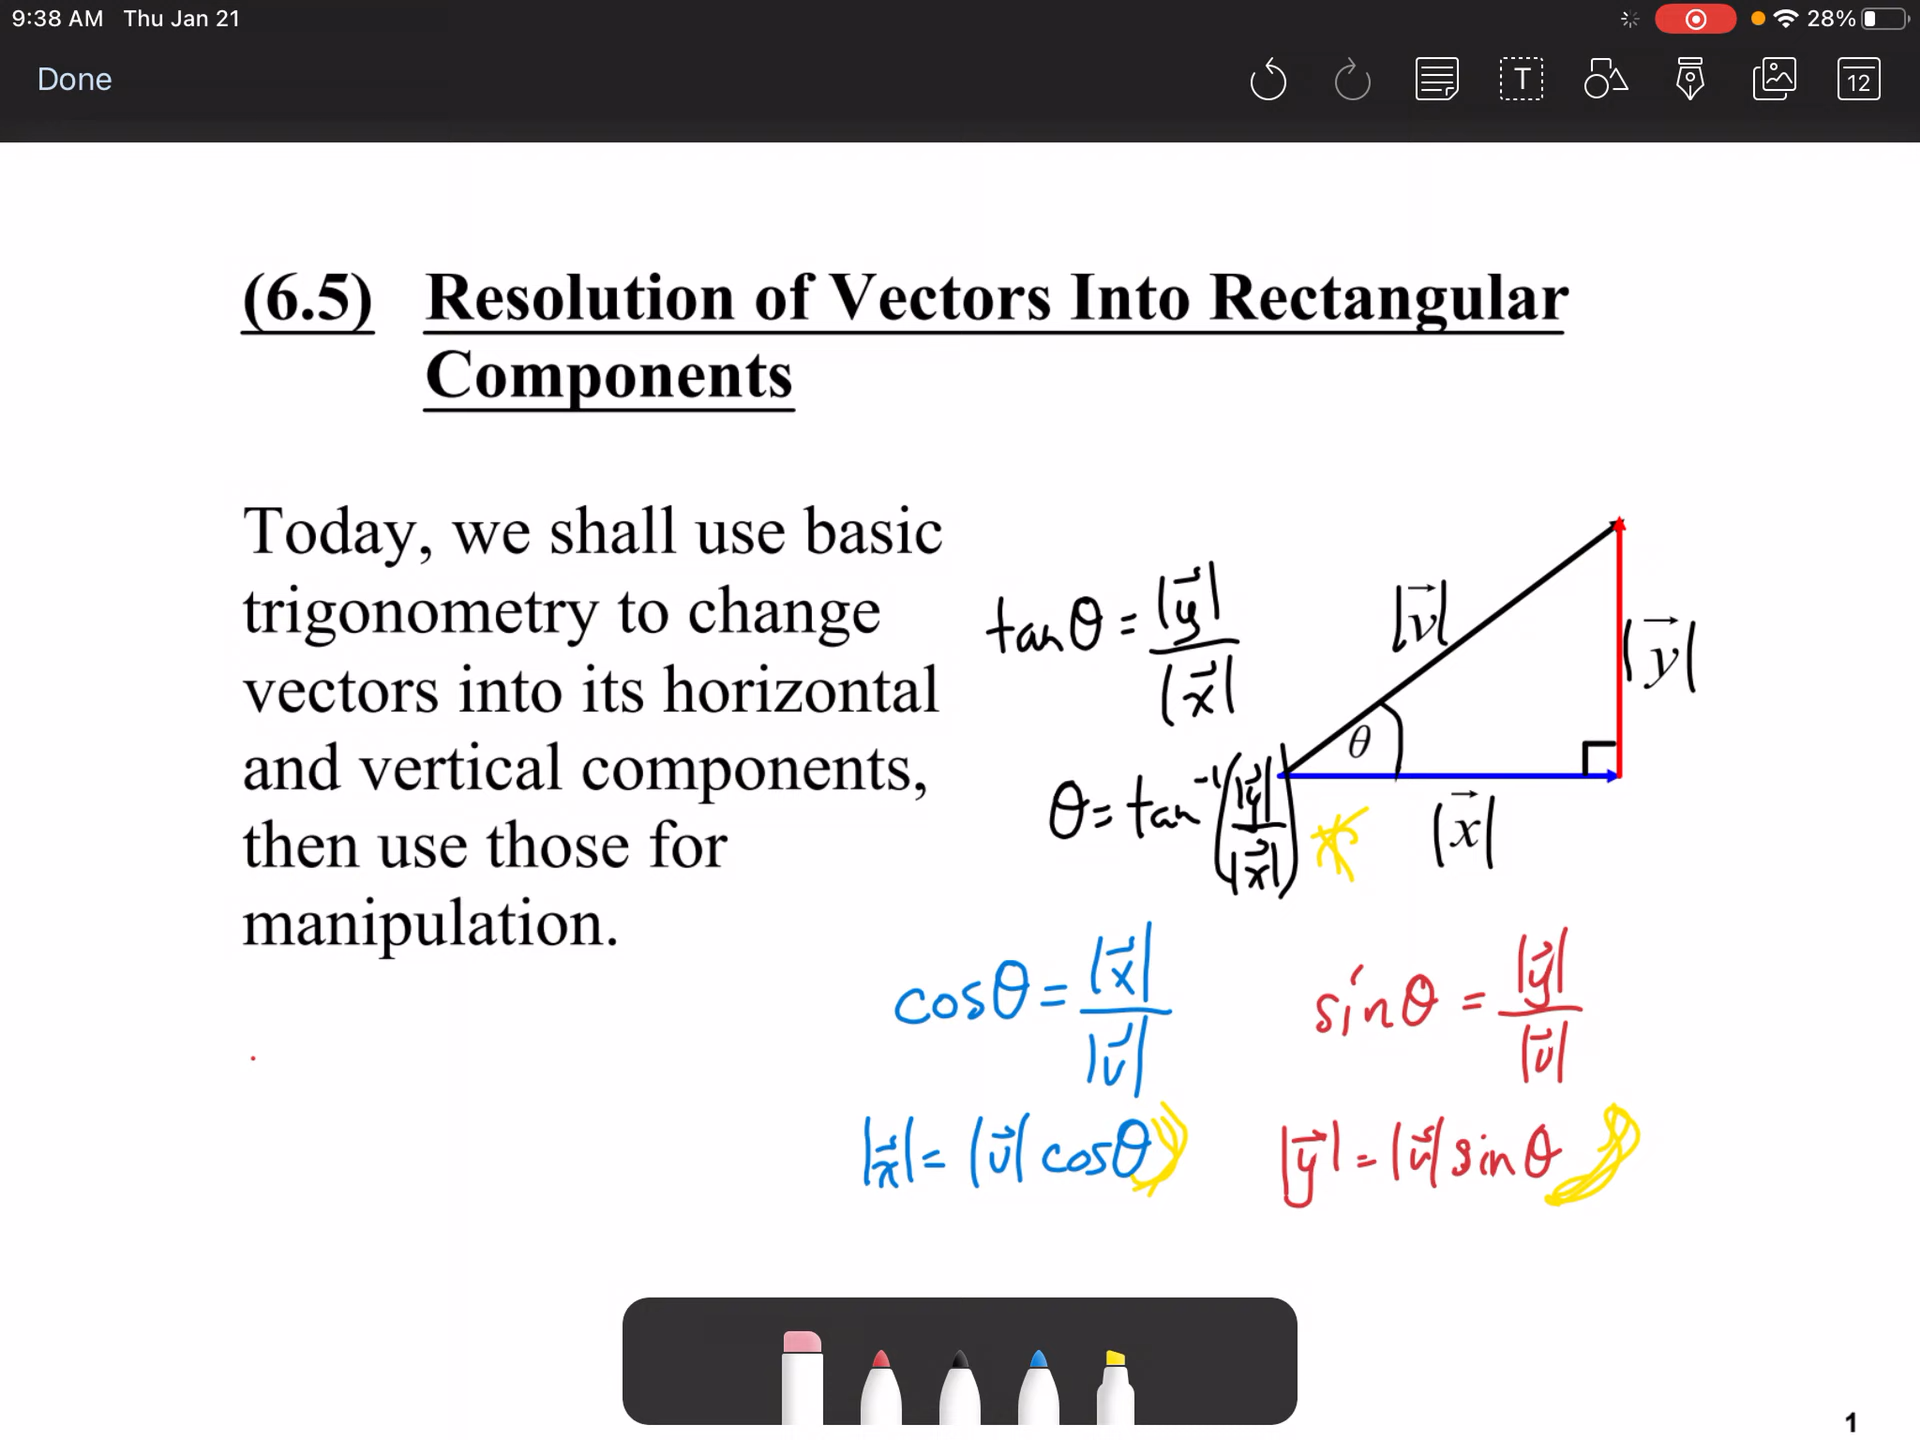 9:38 AM Thu Jan 21
28%
Done
T
12
(6.5) Resolution of Vectors Into Rectangular
Components
Today, we shall use basic
trigonometry to change
vectors into its horizontal
and vertical components,
then use those for
manipulation.
tanθ = |y⃗| / |x⃗|
θ = tan⁻¹(|y⃗| / |x⃗|)
|v⃗|
|y⃗|
θ
|x⃗|
cosθ = |x⃗| / |v⃗|
sinθ = |y⃗| / |v⃗|
|x⃗| = |v⃗| cosθ
|y⃗| = |v⃗| sinθ
1